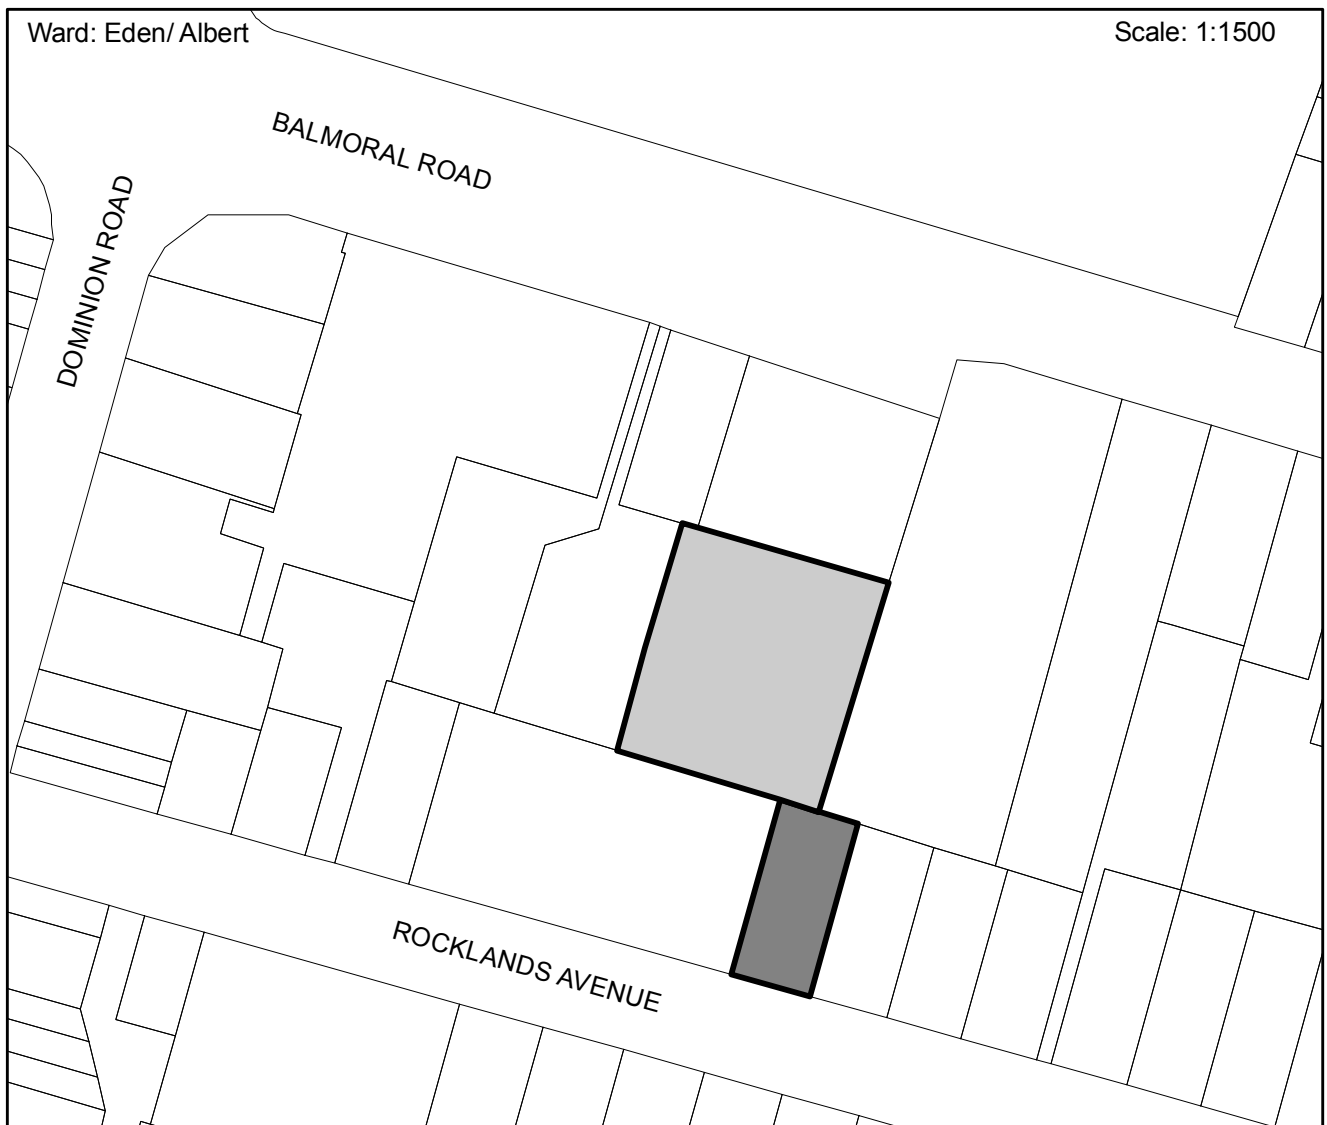 Ward: Eden/ Albert
Scale: 1:1500
BALMORAL ROAD
DOMINION ROAD
ROCKLANDS AVENUE